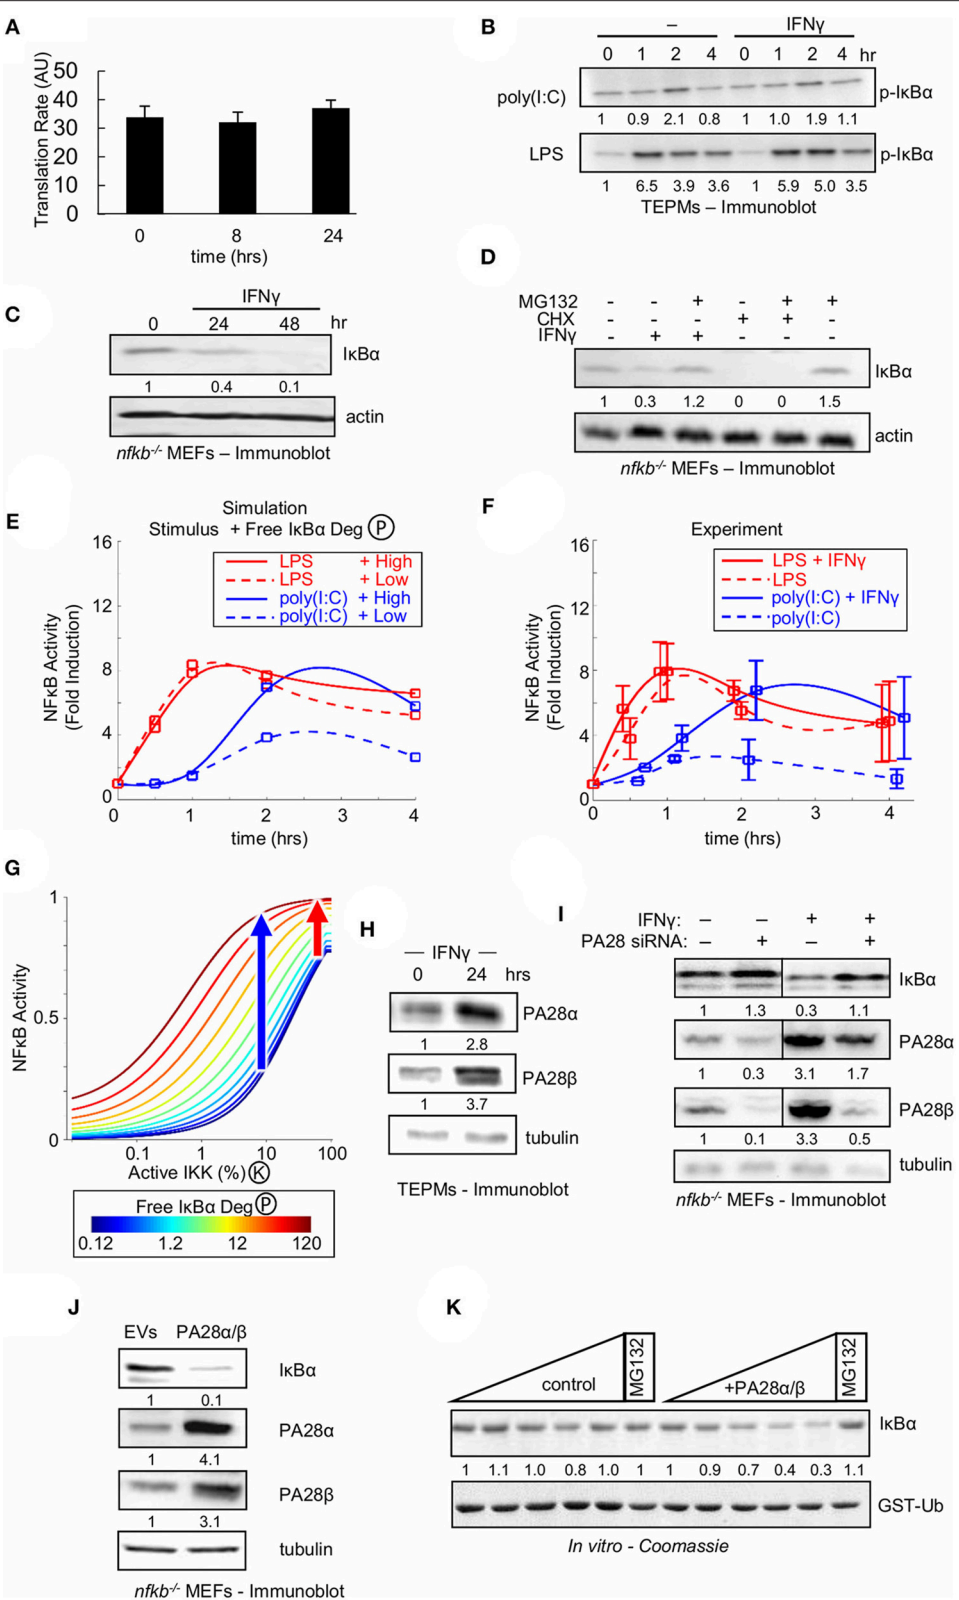 A
Translation Rate (AU)
50
40
30
20
10
0
0 8 24
time (hrs)
B
– IFNγ
0 1 2 4 0 1 2 4 hr
poly(I:C) p-IκBα
1 0.9 2.1 0.8 1 1.0 1.9 1.1
LPS p-IκBα
1 6.5 3.9 3.6 1 5.9 5.0 3.5
TEPMs – Immunoblot
C
IFNγ
0 24 48 hr
IκBα
1 0.4 0.1
actin
nfkb-/- MEFs – Immunoblot
D
MG132 - - + - + +
CHX - - - + + -
IFNγ - + + - - -
IκBα
1 0.3 1.2 0 0 1.5
actin
nfkb-/- MEFs – Immunoblot
E
Simulation
Stimulus + Free IκBα Deg P
LPS + High
LPS + Low
poly(I:C) + High
poly(I:C) + Low
NFκB Activity
(Fold Induction)
16
12
8
4
0
0 1 2 3 4
time (hrs)
F
Experiment
LPS + IFNγ
LPS
poly(I:C) + IFNγ
poly(I:C)
NFκB Activity
(Fold Induction)
16
12
8
4
0
0 1 2 3 4
time (hrs)
G
NFκB Activity
1
0.5
0
0.1 1 10 100
Active IKK (%) K
Free IκBα Deg P
0.12 1.2 12 120
H
— IFNγ —
0 24 hrs
PA28α
1 2.8
PA28β
1 3.7
tubulin
TEPMs - Immunoblot
I
IFNγ: – – + +
PA28 siRNA: – + – +
IκBα
1 1.3 0.3 1.1
PA28α
1 0.3 3.1 1.7
PA28β
1 0.1 3.3 0.5
tubulin
nfkb-/- MEFs - Immunoblot
J
EVs PA28α/β
IκBα
1 0.1
PA28α
1 4.1
PA28β
1 3.1
tubulin
nfkb-/- MEFs - Immunoblot
K
control MG132 +PA28α/β MG132
IκBα
1 1.1 1.0 0.8 1.0 1 1 0.9 0.7 0.4 0.3 1.1
GST-Ub
In vitro - Coomassie